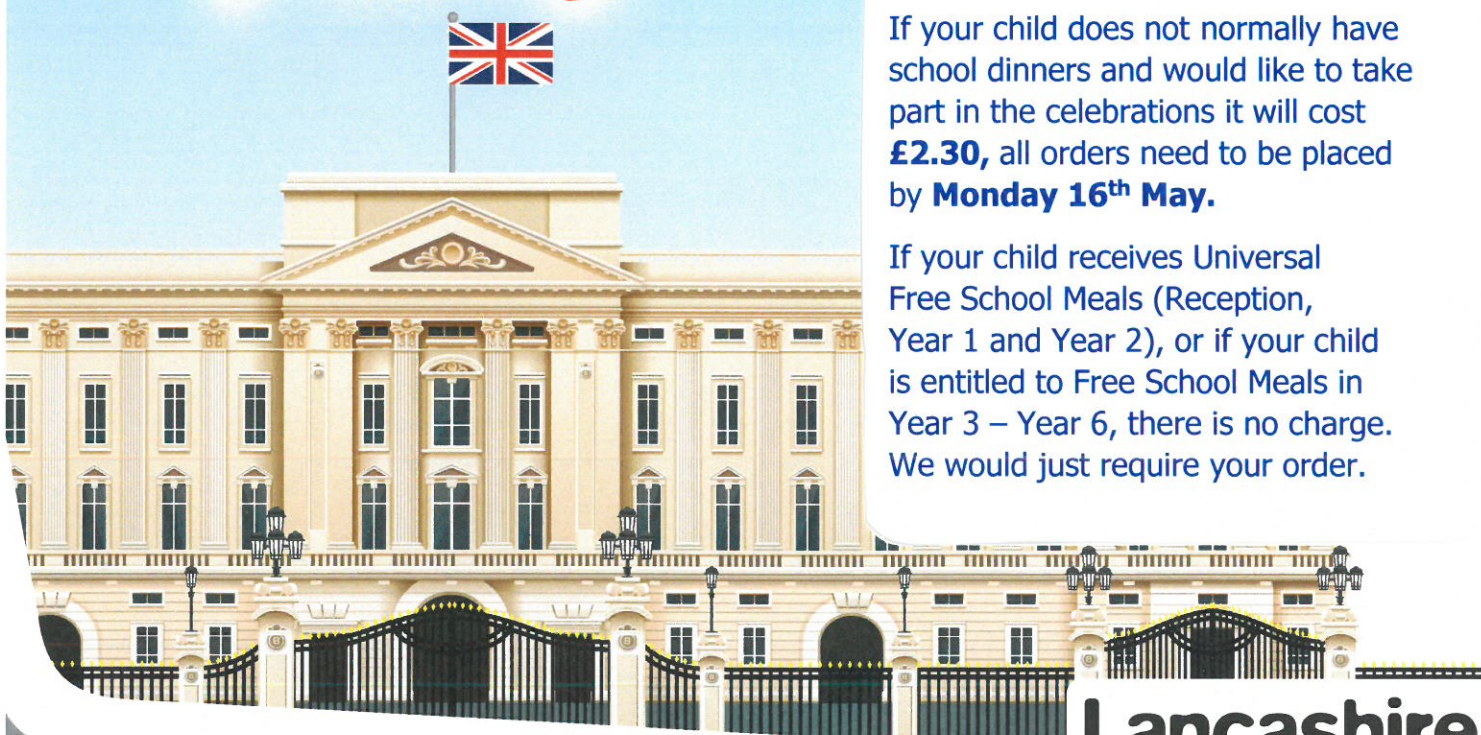 If your child does not normally have
school dinners and would like to take
part in the celebrations it will cost
£2.30, all orders need to be placed
by Monday 16th May.
If your child receives Universal
Free School Meals (Reception,
Year 1 and Year 2), or if your child
is entitled to Free School Meals in
Year 3 – Year 6, there is no charge.
We would just require your order.
Lancashire